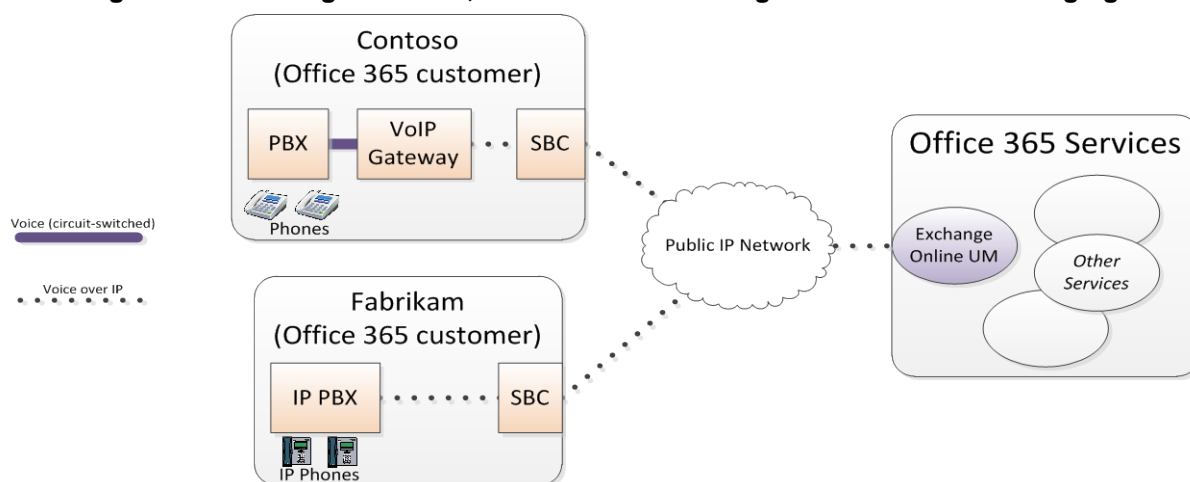 Contoso
(Office 365 customer)
PBX
VoIP
Gateway
SBC
Phones
Voice (circuit-switched)
Voice over IP
Fabrikam
(Office 365 customer)
IP PBX
SBC
IP Phones
Public IP Network
Office 365 Services
Exchange
Online UM
Other
Services